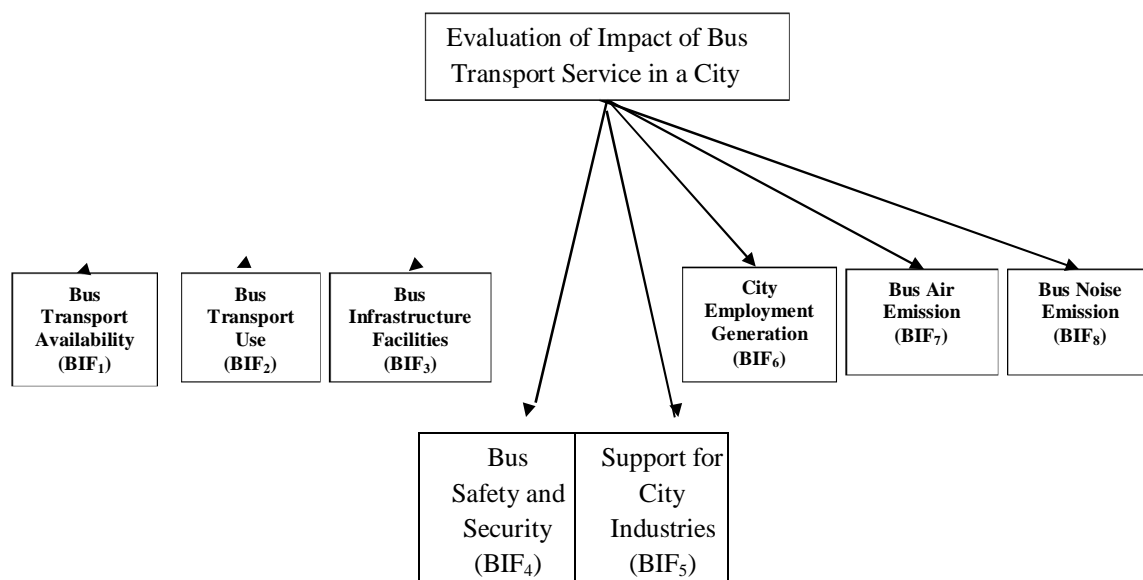 Evaluation of Impact of Bus
Transport Service in a City
Bus
Transport
Availability
(BIF₁)
Bus
Transport
Use
(BIF₂)
Bus
Infrastructure
Facilities
(BIF₃)
City
Employment
Generation
(BIF₆)
Bus Air
Emission
(BIF₇)
Bus Noise
Emission
(BIF₈)
Bus
Safety and
Security
(BIF₄)
Support for
City
Industries
(BIF₅)